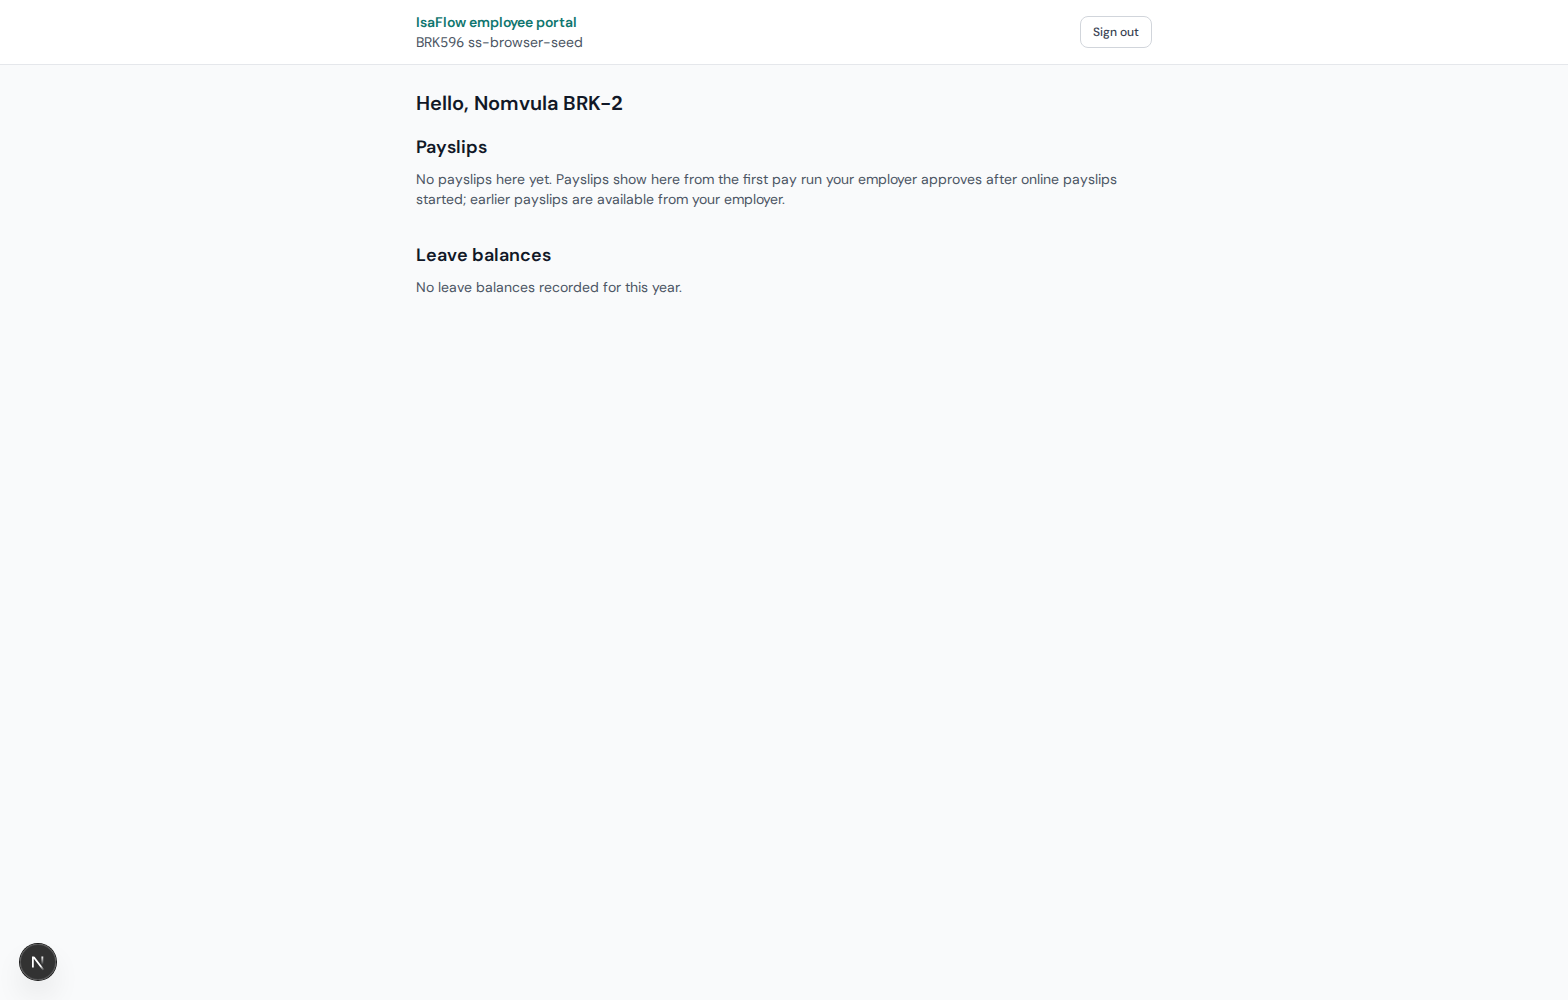 IsaFlow employee portal
BRK596 ss-browser-seed
Sign out
Hello, Nomvula BRK-2
Payslips
No payslips here yet. Payslips show here from the first pay run your employer approves after online payslips
started; earlier payslips are available from your employer.
Leave balances
No leave balances recorded for this year.
N